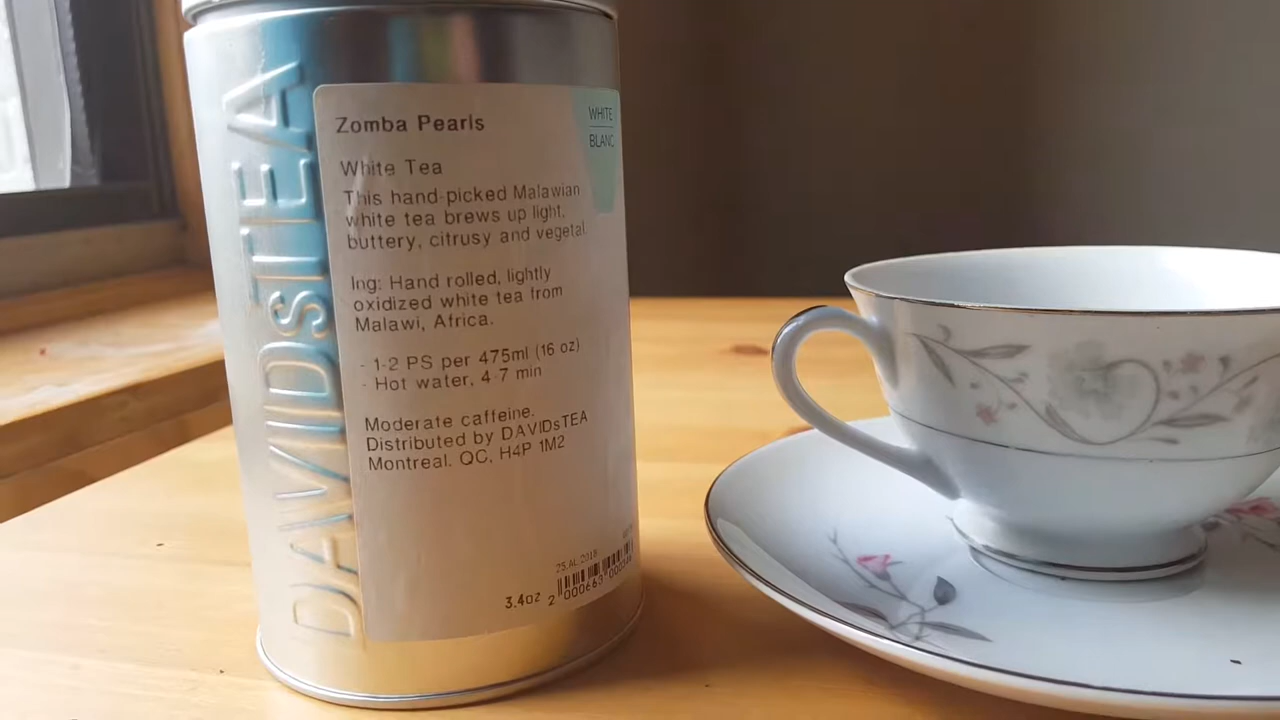 DAVIDsTEA
WHITE
BLANC
Zomba Pearls
White Tea
This hand-picked Malawian
white tea brews up light,
buttery, citrusy and vegetal.
Ing: Hand rolled, lightly
oxidized white tea from
Malawi, Africa.
- 1-2 PS per 475ml (16 oz)
- Hot water, 4-7 min
Moderate caffeine.
Distributed by DAVIDsTEA
Montreal. QC, H4P 1M2
3.4oz